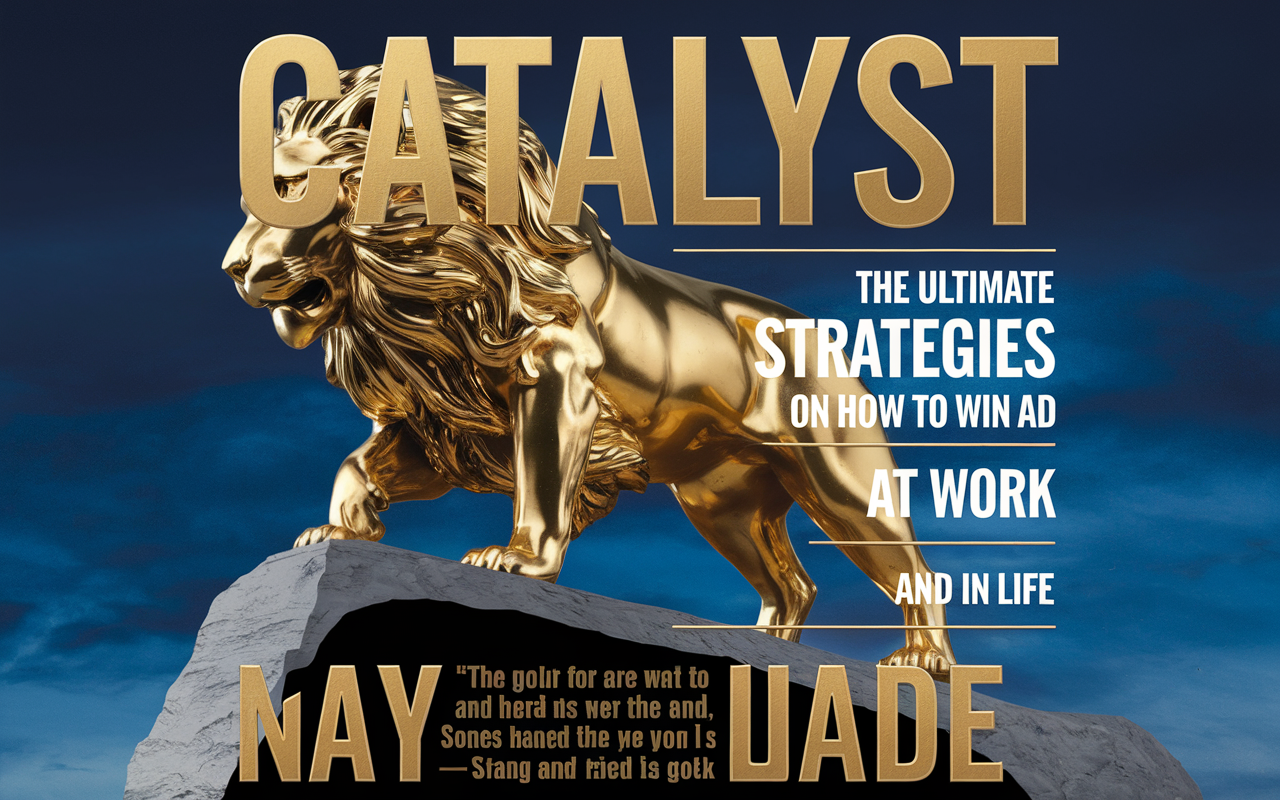 CATALYST
THE ULTIMATE
STRATEGIES
ON HOW TO WIN AD
AT WORK
AND IN LIFE
NAY UADE
"The golir for are wat to
and herd ns wer the and,
Sones haned the ye yon ls
—Stang and is gotk